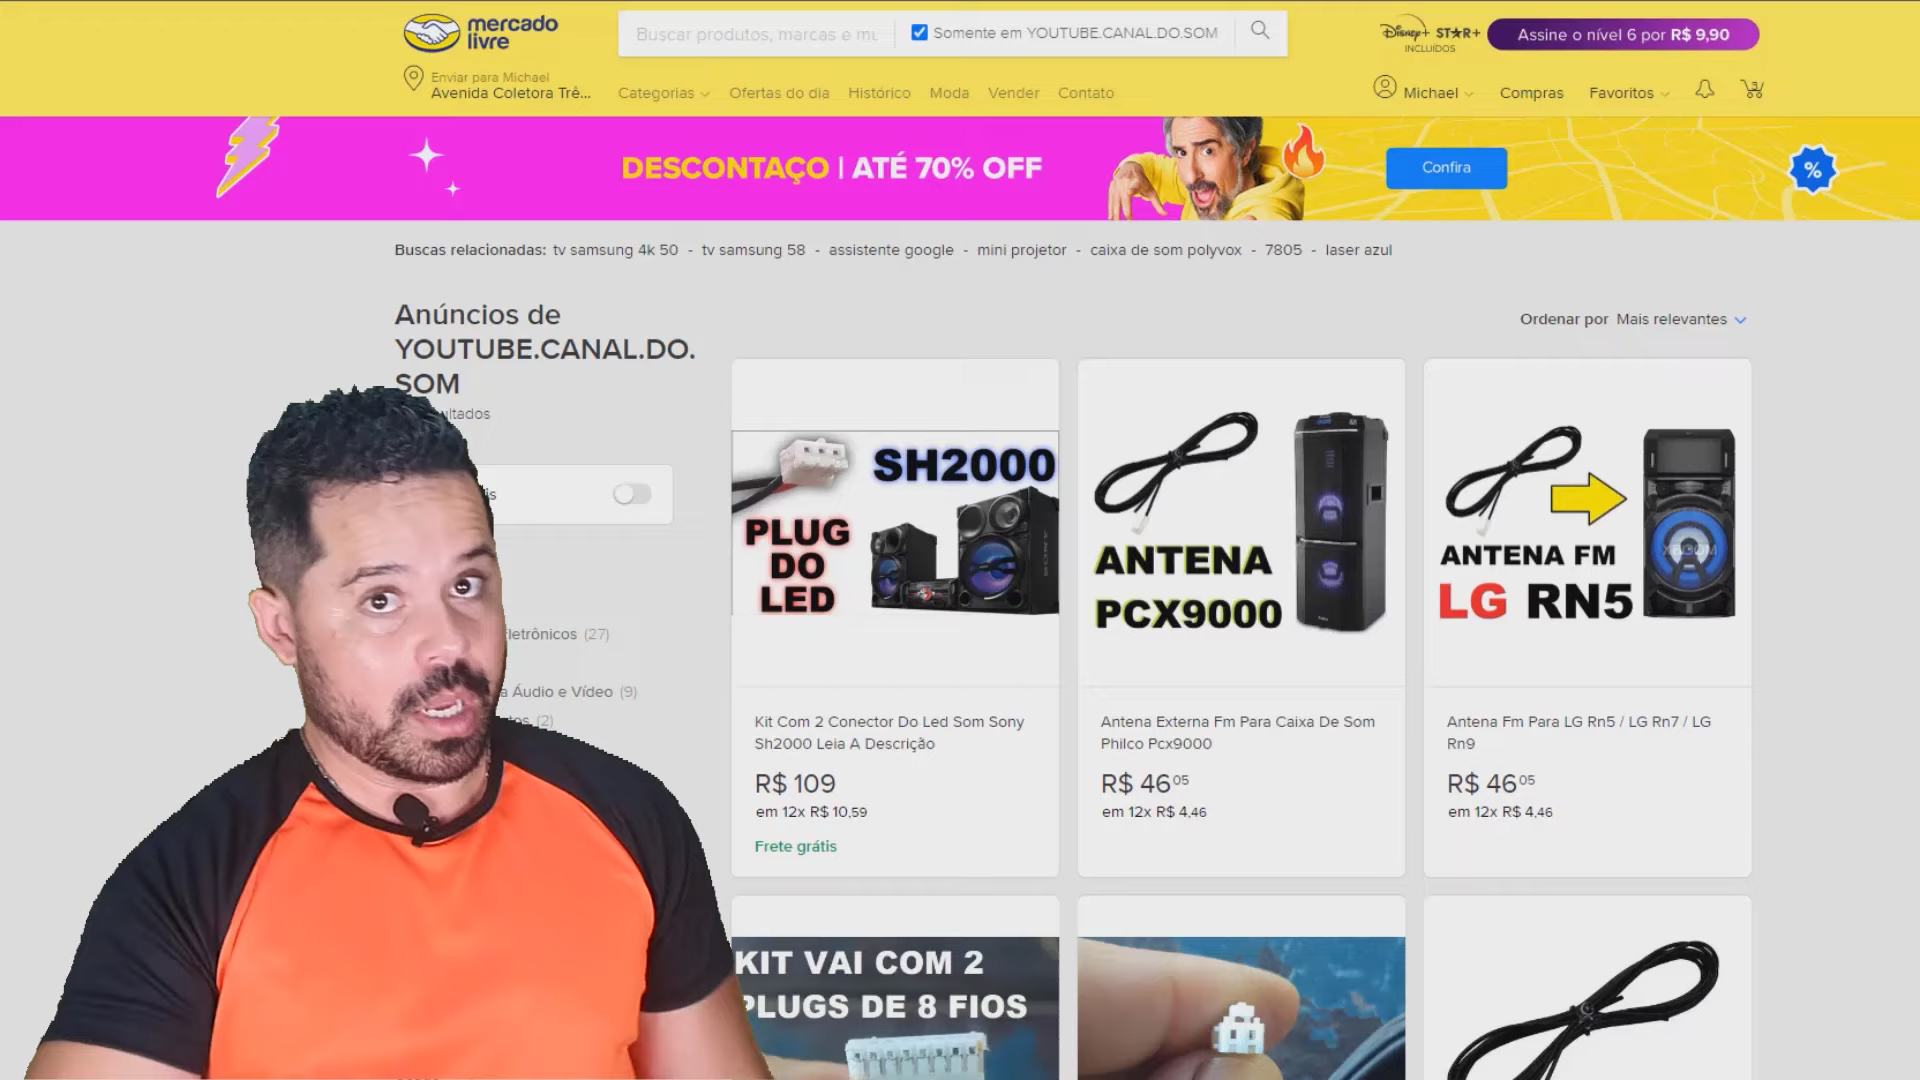 mercado
livre
Buscar produtos, marcas e mu
Somente em YOUTUBE.CANAL.DO.SOM
Disney+ STAR+
INCLUÍDOS
Assine o nível 6 por R$ 9,90
Enviar para Michael
Avenida Coletora Trê...
Categorias
Ofertas do dia
Histórico
Moda
Vender
Contato
Michael
Compras
Favoritos
3
DESCONTAÇO | ATÉ 70% OFF
Confira
%
Buscas relacionadas: tv samsung 4k 50 - tv samsung 58 - assistente google - mini projetor - caixa de som polyvox - 7805 - laser azul
Anúncios de
YOUTUBE.CANAL.DO.
SOM
ultados
Ordenar por Mais relevantes
is
letrônicos (27)
a Áudio e Vídeo (9)
tos (2)
SH2000
PLUG
DO
LED
SONY
Kit Com 2 Conector Do Led Som Sony
Sh2000 Leia A Descrição
R$ 109
em 12x R$ 10,59
Frete grátis
ANTENA
PCX9000
Antena Externa Fm Para Caixa De Som
Philco Pcx9000
R$ 46 05
em 12x R$ 4,46
ANTENA FM
LG RN5
XBOOM
Antena Fm Para LG Rn5 / LG Rn7 / LG
Rn9
R$ 46 05
em 12x R$ 4,46
KIT VAI COM 2
PLUGS DE 8 FIOS